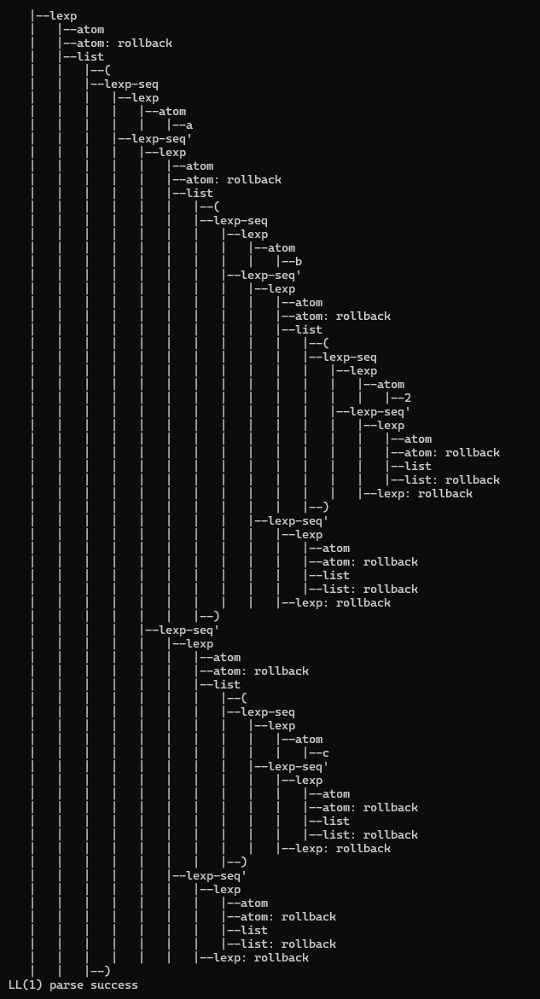 |--lexp
   |   |--atom
   |   |--atom: rollback
   |   |--list
   |   |   |--(
   |   |   |--lexp-seq
   |   |   |   |--lexp
   |   |   |   |   |--atom
   |   |   |   |   |   |--a
   |   |   |   |--lexp-seq'
   |   |   |   |   |--lexp
   |   |   |   |   |   |--atom
   |   |   |   |   |   |--atom: rollback
   |   |   |   |   |   |--list
   |   |   |   |   |   |   |--(
   |   |   |   |   |   |   |--lexp-seq
   |   |   |   |   |   |   |   |--lexp
   |   |   |   |   |   |   |   |   |--atom
   |   |   |   |   |   |   |   |   |   |--b
   |   |   |   |   |   |   |   |--lexp-seq'
   |   |   |   |   |   |   |   |   |--lexp
   |   |   |   |   |   |   |   |   |   |--atom
   |   |   |   |   |   |   |   |   |   |--atom: rollback
   |   |   |   |   |   |   |   |   |   |--list
   |   |   |   |   |   |   |   |   |   |   |--(
   |   |   |   |   |   |   |   |   |   |   |--lexp-seq
   |   |   |   |   |   |   |   |   |   |   |   |--lexp
   |   |   |   |   |   |   |   |   |   |   |   |   |--atom
   |   |   |   |   |   |   |   |   |   |   |   |   |   |--2
   |   |   |   |   |   |   |   |   |   |   |   |--lexp-seq'
   |   |   |   |   |   |   |   |   |   |   |   |   |--lexp
   |   |   |   |   |   |   |   |   |   |   |   |   |   |--atom
   |   |   |   |   |   |   |   |   |   |   |   |   |   |--atom: rollback
   |   |   |   |   |   |   |   |   |   |   |   |   |   |--list
   |   |   |   |   |   |   |   |   |   |   |   |   |   |--list: rollback
   |   |   |   |   |   |   |   |   |   |   |   |   |--lexp: rollback
   |   |   |   |   |   |   |   |   |   |   |--)
   |   |   |   |   |   |   |   |   |--lexp-seq'
   |   |   |   |   |   |   |   |   |   |--lexp
   |   |   |   |   |   |   |   |   |   |   |--atom
   |   |   |   |   |   |   |   |   |   |   |--atom: rollback
   |   |   |   |   |   |   |   |   |   |   |--list
   |   |   |   |   |   |   |   |   |   |   |--list: rollback
   |   |   |   |   |   |   |   |   |   |--lexp: rollback
   |   |   |   |   |   |   |--)
   |   |   |   |   |--lexp-seq'
   |   |   |   |   |   |--lexp
   |   |   |   |   |   |   |--atom
   |   |   |   |   |   |   |--atom: rollback
   |   |   |   |   |   |   |--list
   |   |   |   |   |   |   |   |--(
   |   |   |   |   |   |   |   |--lexp-seq
   |   |   |   |   |   |   |   |   |--lexp
   |   |   |   |   |   |   |   |   |   |--atom
   |   |   |   |   |   |   |   |   |   |   |--c
   |   |   |   |   |   |   |   |   |--lexp-seq'
   |   |   |   |   |   |   |   |   |   |--lexp
   |   |   |   |   |   |   |   |   |   |   |--atom
   |   |   |   |   |   |   |   |   |   |   |--atom: rollback
   |   |   |   |   |   |   |   |   |   |   |--list
   |   |   |   |   |   |   |   |   |   |   |--list: rollback
   |   |   |   |   |   |   |   |   |   |--lexp: rollback
   |   |   |   |   |   |   |   |--)
   |   |   |   |   |   |--lexp-seq'
   |   |   |   |   |   |   |--lexp
   |   |   |   |   |   |   |   |--atom
   |   |   |   |   |   |   |   |--atom: rollback
   |   |   |   |   |   |   |   |--list
   |   |   |   |   |   |   |   |--list: rollback
   |   |   |   |   |   |   |--lexp: rollback
   |   |   |--)
LL(1) parse success